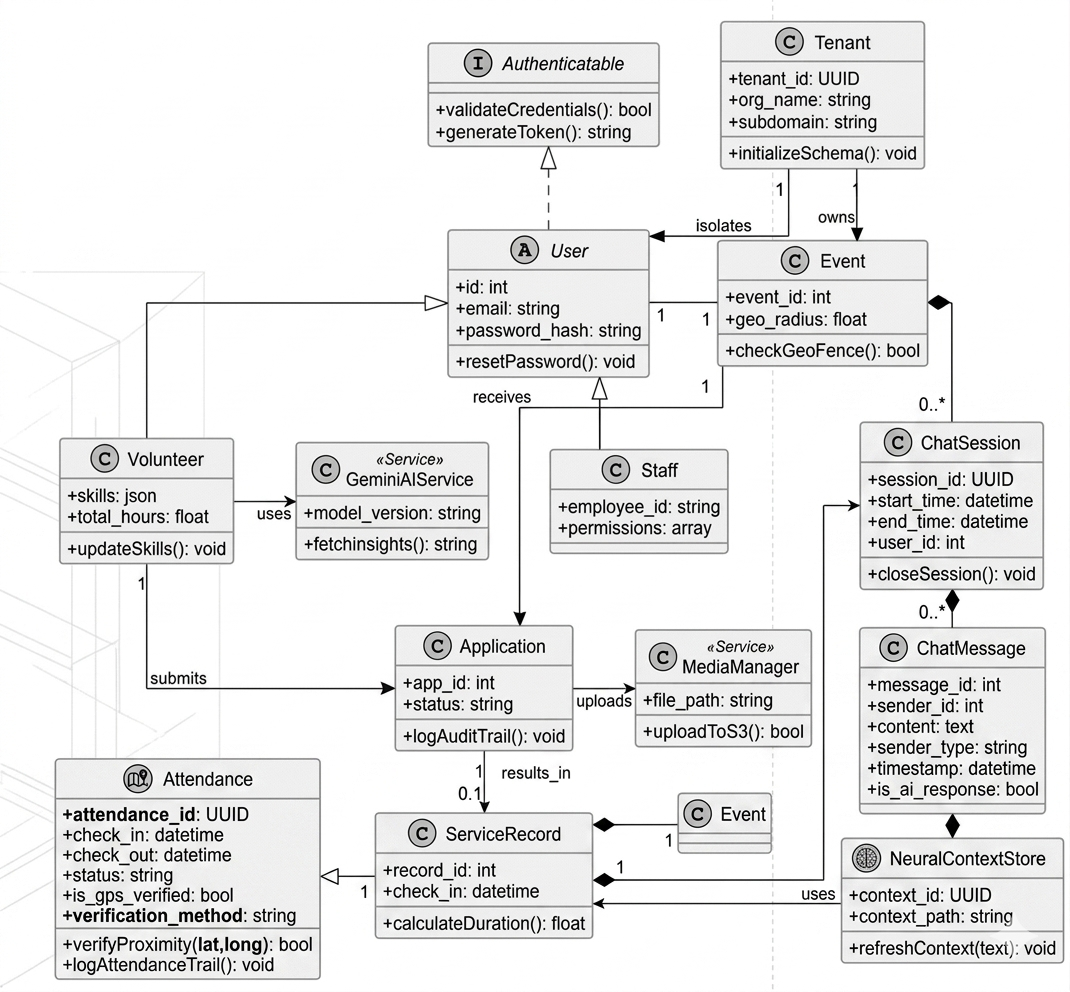 I Authenticatable
+validateCredentials(): bool
+generateToken(): string
C Tenant
+tenant_id: UUID
+org_name: string
+subdomain: string
+initializeSchema(): void
1
1
isolates
owns
A User
+id: int
+email: string
+password_hash: string
+resetPassword(): void
1
1
C Event
+event_id: int
+geo_radius: float
+checkGeoFence(): bool
receives
1
0..*
C Volunteer
+skills: json
+total_hours: float
+updateSkills(): void
1
uses
C «Service»
GeminiAIService
+model_version: string
+fetchinsights(): string
C Staff
+employee_id: string
+permissions: array
C ChatSession
+session_id: UUID
+start_time: datetime
+end_time: datetime
+user_id: int
+closeSession(): void
0..*
submits
C Application
+app_id: int
+status: string
+logAuditTrail(): void
uploads
C «Service»
MediaManager
+file_path: string
+uploadToS3(): bool
C ChatMessage
+message_id: int
+sender_id: int
+content: text
+sender_type: string
+timestamp: datetime
+is_ai_response: bool
1
results_in
0.1
Attendance
+attendance_id: UUID
+check_in: datetime
+check_out: datetime
+status: string
+is_gps_verified: bool
+verification_method: string
+verifyProximity(lat,long): bool
+logAttendanceTrail(): void
1
C ServiceRecord
+record_id: int
+check_in: datetime
+calculateDuration(): float
C Event
1
1
uses
NeuralContextStore
+context_id: UUID
+context_path: string
+refreshContext(text): void